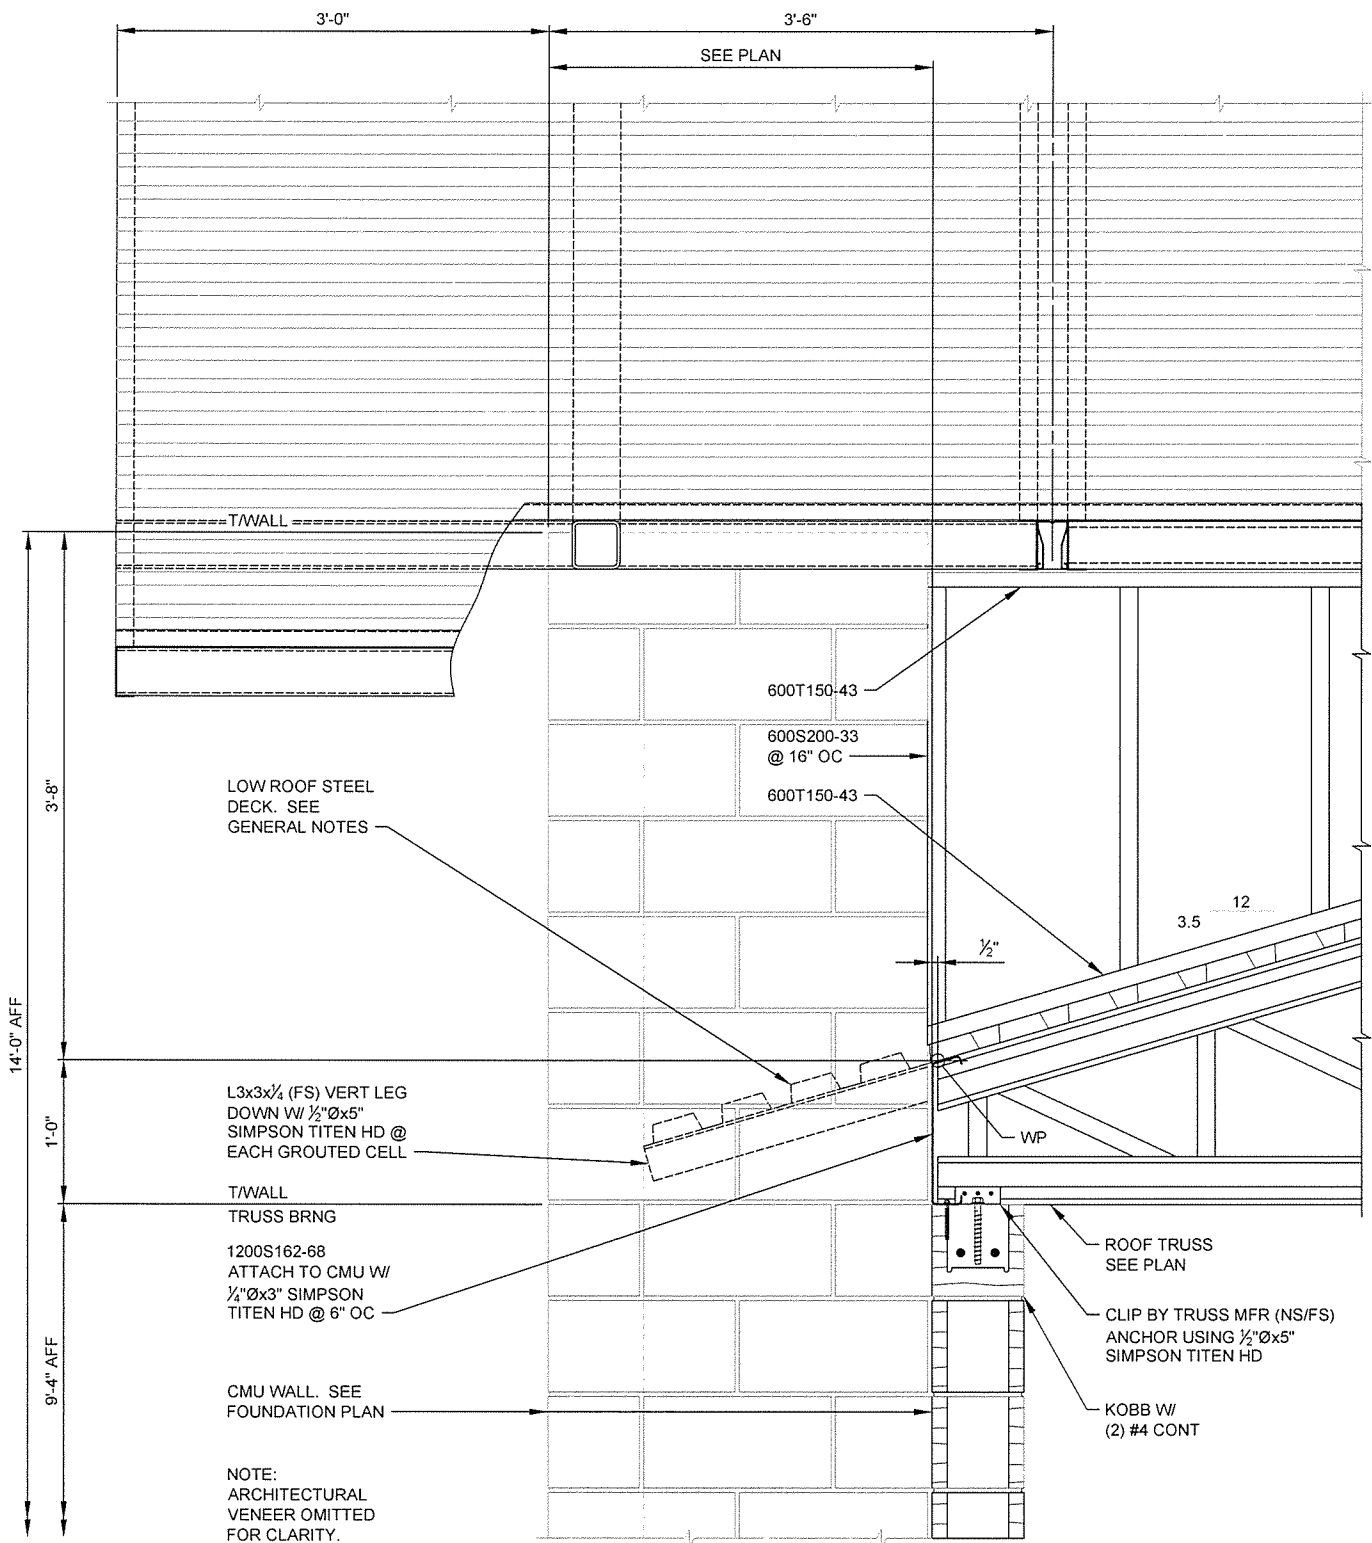 3'-0"
3'-6"
SEE PLAN
T/WALL
600T150-43
600S200-33
@ 16" OC
600T150-43
LOW ROOF STEEL
DECK. SEE
GENERAL NOTES
3'-8"
12
3.5
½"
14'-0" AFF
1'-0"
L3x3x¼ (FS) VERT LEG
DOWN W/ ½"Øx5"
SIMPSON TITEN HD @
EACH GROUTED CELL
WP
T/WALL
TRUSS BRNG
1200S162-68
ATTACH TO CMU W/
¼"Øx3" SIMPSON
TITEN HD @ 6" OC
ROOF TRUSS
SEE PLAN
CLIP BY TRUSS MFR (NS/FS)
ANCHOR USING ½"Øx5"
SIMPSON TITEN HD
9'-4" AFF
CMU WALL. SEE
FOUNDATION PLAN
KOBB W/
(2) #4 CONT
NOTE:
ARCHITECTURAL
VENEER OMITTED
FOR CLARITY.